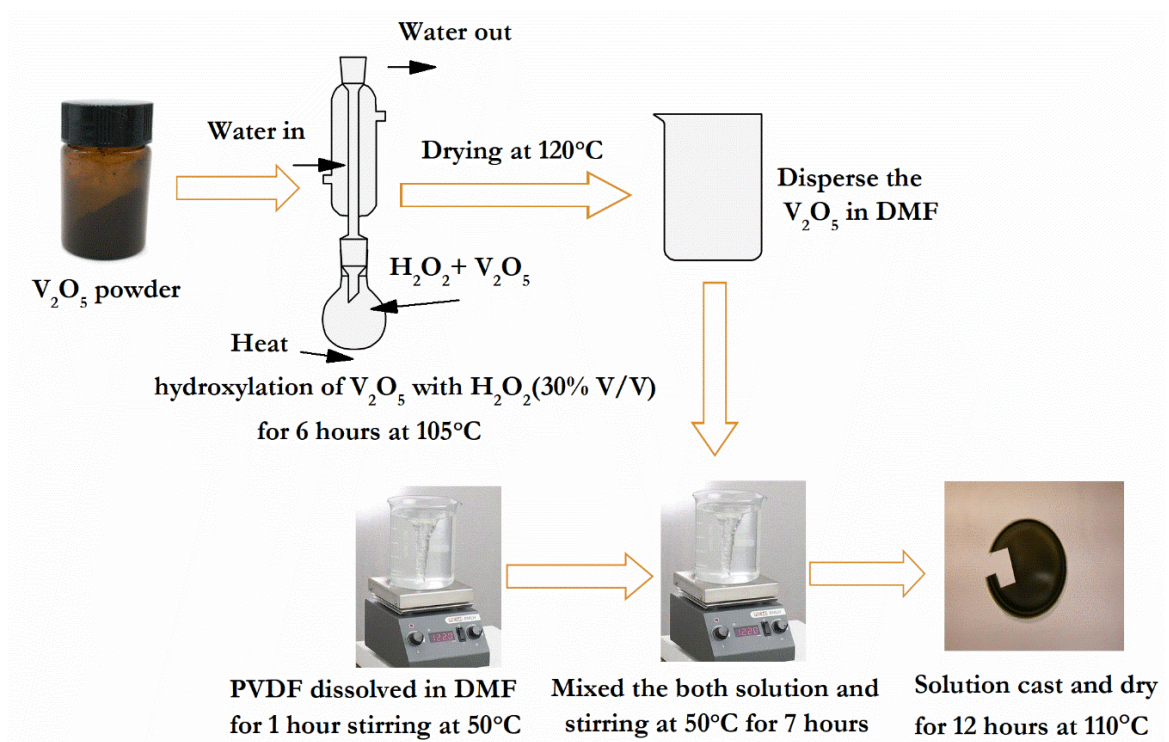 Water out
Water in
Drying at 120°C
Disperse the
V₂O₅ in DMF
V₂O₅ powder
H₂O₂+ V₂O₅
Heat
hydroxylation of V₂O₅ with H₂O₂(30% V/V)
for 6 hours at 105°C
PVDF dissolved in DMF
for 1 hour stirring at 50°C
Mixed the both solution and
stirring at 50°C for 7 hours
Solution cast and dry
for 12 hours at 110°C